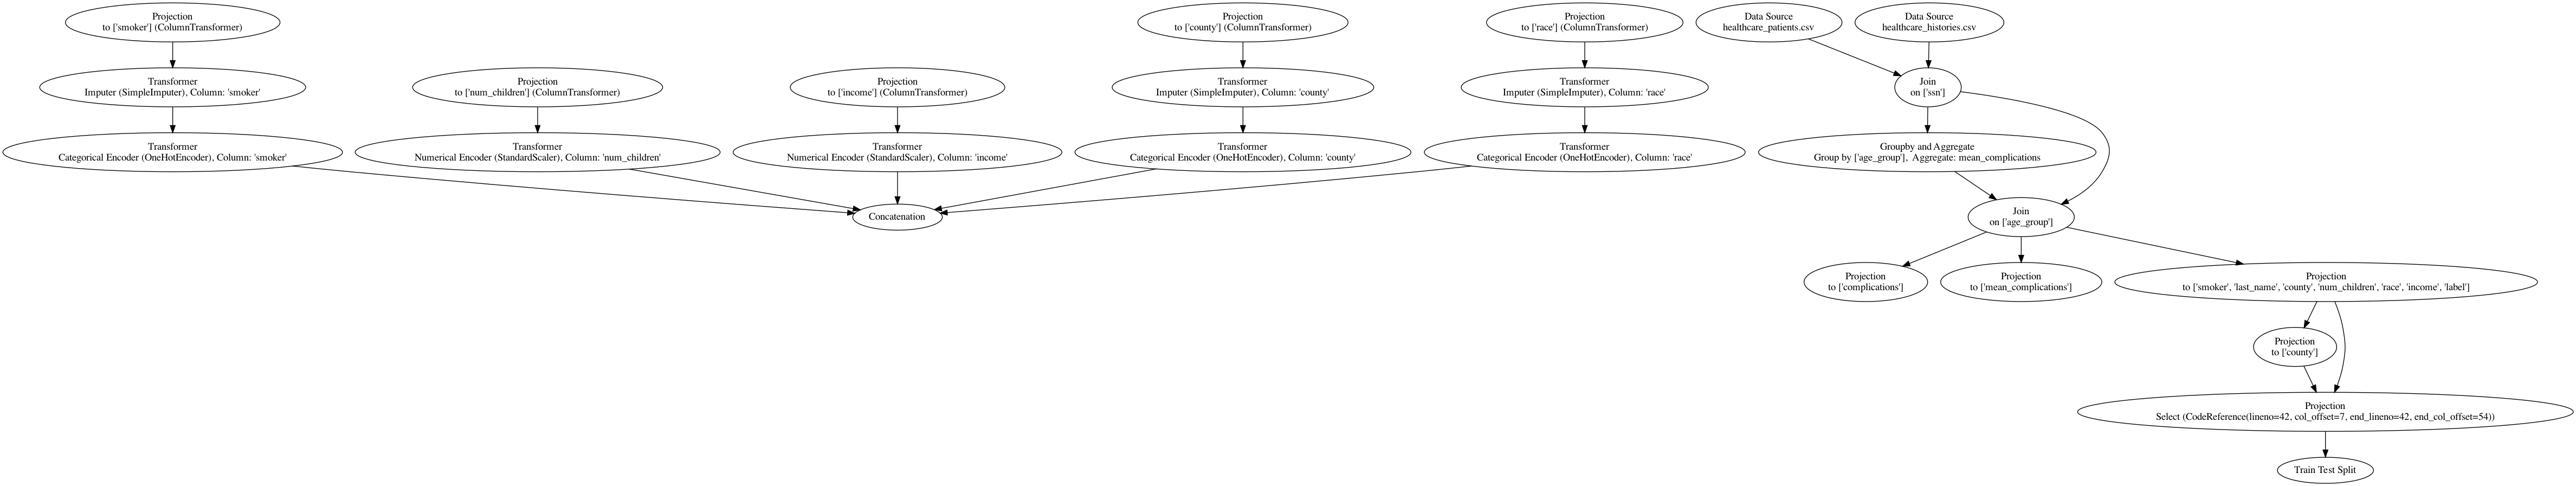 Projection
to ['smoker'] (ColumnTransformer)
Projection
to ['county'] (ColumnTransformer)
Projection
to ['race'] (ColumnTransformer)
Data Source
healthcare_patients.csv
Data Source
healthcare_histories.csv
Transformer
Imputer (SimpleImputer), Column: 'smoker'
Projection
to ['num_children'] (ColumnTransformer)
Projection
to ['income'] (ColumnTransformer)
Transformer
Imputer (SimpleImputer), Column: 'county'
Transformer
Imputer (SimpleImputer), Column: 'race'
Join
on ['ssn']
Transformer
Categorical Encoder (OneHotEncoder), Column: 'smoker'
Transformer
Numerical Encoder (StandardScaler), Column: 'num_children'
Transformer
Numerical Encoder (StandardScaler), Column: 'income'
Transformer
Categorical Encoder (OneHotEncoder), Column: 'county'
Transformer
Categorical Encoder (OneHotEncoder), Column: 'race'
Groupby and Aggregate
Group by ['age_group'], Aggregate: mean_complications
Concatenation
Join
on ['age_group']
Projection
to ['complications']
Projection
to ['mean_complications']
Projection
to ['smoker', 'last_name', 'county', 'num_children', 'race', 'income', 'label']
Projection
to ['county']
Projection
Select (CodeReference(lineno=42, col_offset=7, end_lineno=42, end_col_offset=54))
Train Test Split